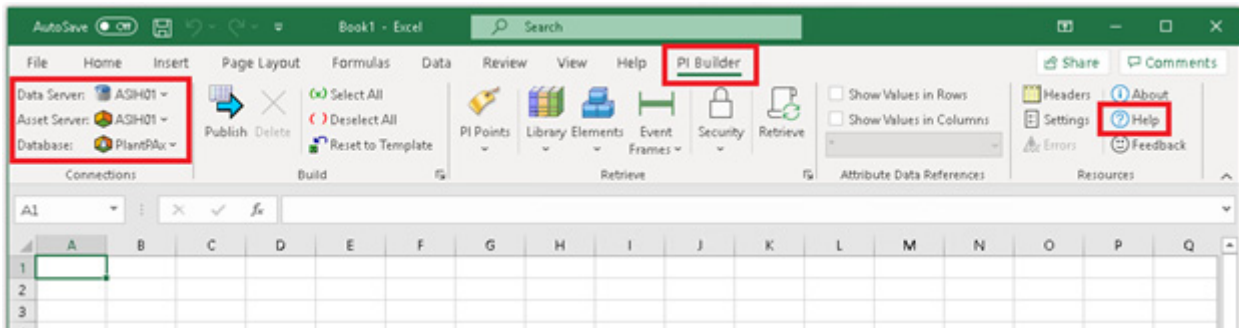 AutoSave Off Book1 - Excel Search
File Home Insert Page Layout Formulas Data Review View Help PI Builder Share Comments
Data Server: ASIH01
Asset Server: ASIH01
Database: PlantPAx
Connections
Publish Delete
(x) Select All
( ) Deselect All
Reset to Template
Build
PI Points Library Elements Event Frames Security Retrieve
Retrieve
Show Values in Rows
Show Values in Columns
Attribute Data References
Headers
Settings
Errors
About
Help
Feedback
Resources
A1 fx
A B C D E F G H I J K L M N O P Q
1
2
3